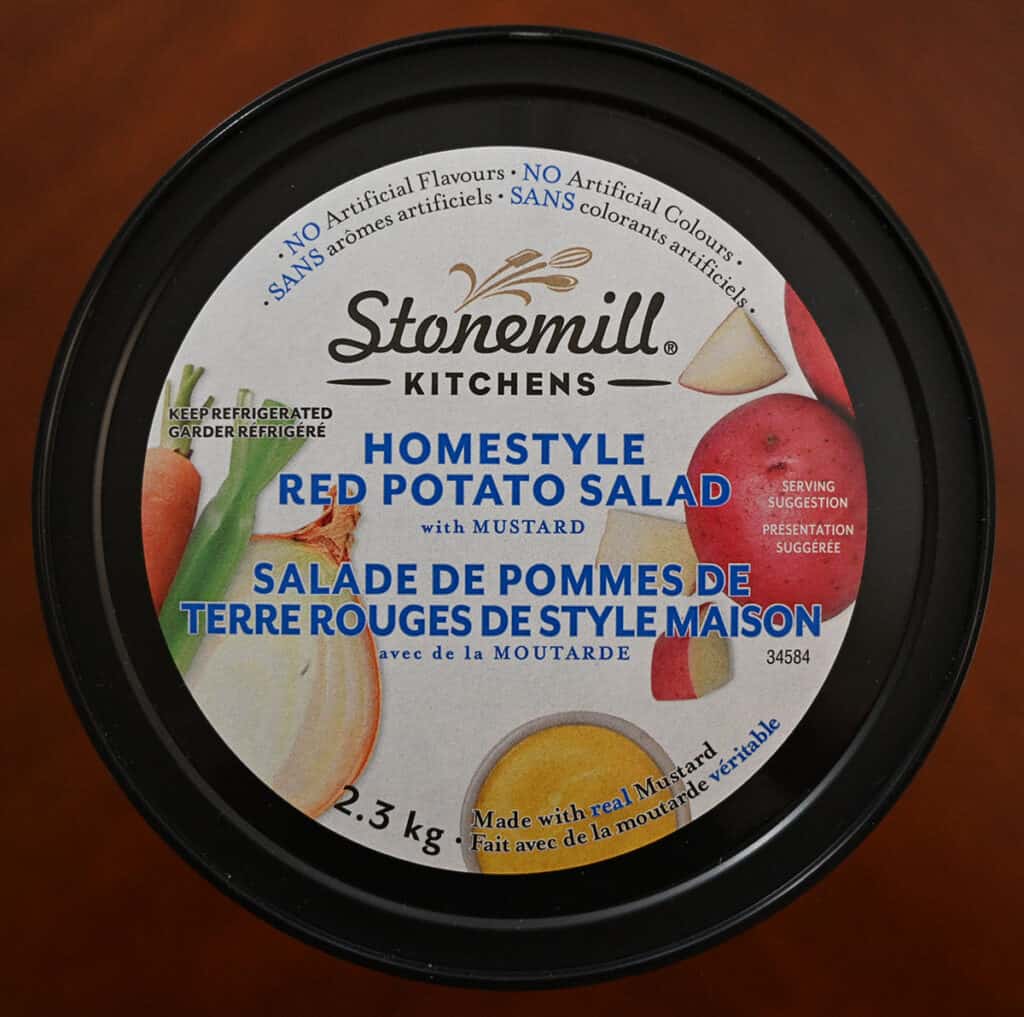 · NO Artificial Flavours · NO Artificial Colours ·
· SANS arômes artificiels · SANS colorants artificiels ·
Stonemill®
KITCHENS
KEEP REFRIGERATED
GARDER RÉFRIGÉRÉ
HOMESTYLE
RED POTATO SALAD
with MUSTARD
SERVING
SUGGESTION
PRÉSENTATION
SUGGÉRÉE
SALADE DE POMMES DE
TERRE ROUGES DE STYLE MAISON
avec de la MOUTARDE
34584
2.3 kg · Made with real Mustard
Fait avec de la moutarde véritable